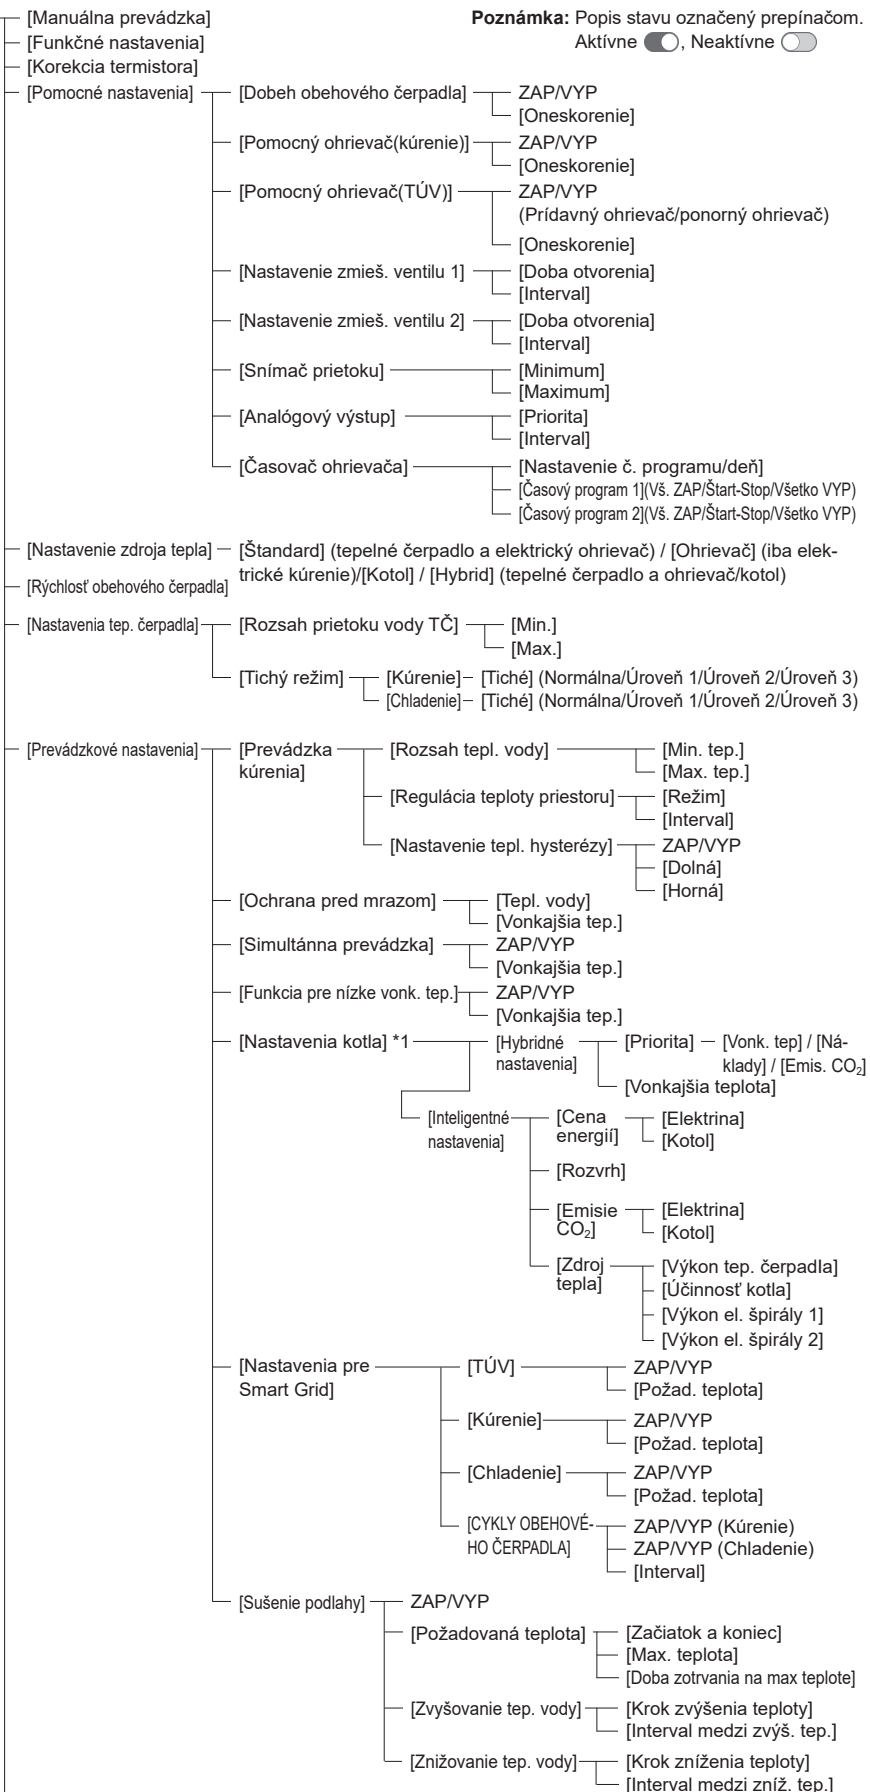 [Manuálna prevádzka]
Poznámka: Popis stavu označený prepínačom.
[Funkčné nastavenia]
Aktívne , Neaktívne
[Korekcia termistora]
[Pomocné nastavenia] [Dobeh obehového čerpadla] ZAP/VYP
[Oneskorenie]
[Pomocný ohrievač(kúrenie)] ZAP/VYP
[Oneskorenie]
[Pomocný ohrievač(TÚV)] ZAP/VYP
(Prídavný ohrievač/ponorný ohrievač)
[Oneskorenie]
[Nastavenie zmieš. ventilu 1] [Doba otvorenia]
[Interval]
[Nastavenie zmieš. ventilu 2] [Doba otvorenia]
[Interval]
[Snímač prietoku] [Minimum]
[Maximum]
[Analógový výstup] [Priorita]
[Interval]
[Časovač ohrievača] [Nastavenie č. programu/deň]
[Časový program 1](Vš. ZAP/Štart-Stop/Všetko VYP)
[Časový program 2](Vš. ZAP/Štart-Stop/Všetko VYP)
[Nastavenie zdroja tepla] [Štandard] (tepelné čerpadlo a elektrický ohrievač) / [Ohrievač] (iba elek-
trické kúrenie)/[Kotol] / [Hybrid] (tepelné čerpadlo a ohrievač/kotol)
[Rýchlosť obehového čerpadla]
[Nastavenia tep. čerpadla] [Rozsah prietoku vody TČ] [Min.]
[Max.]
[Tichý režim] [Kúrenie] [Tiché] (Normálna/Úroveň 1/Úroveň 2/Úroveň 3)
[Chladenie] [Tiché] (Normálna/Úroveň 1/Úroveň 2/Úroveň 3)
[Prevádzkové nastavenia] [Prevádzka [Rozsah tepl. vody] [Min. tep.]
kúrenia] [Max. tep.]
[Regulácia teploty priestoru] [Režim]
[Interval]
[Nastavenie tepl. hysterézy] ZAP/VYP
[Dolná]
[Horná]
[Ochrana pred mrazom] [Tepl. vody]
[Vonkajšia tep.]
[Simultánna prevádzka] ZAP/VYP
[Vonkajšia tep.]
[Funkcia pre nízke vonk. tep.] ZAP/VYP
[Vonkajšia tep.]
[Nastavenia kotla] *1 [Hybridné [Priorita] [Vonk. tep] / [Ná-
nastavenia] klady] / [Emis. CO₂]
[Vonkajšia teplota]
[Inteligentné [Cena [Elektrina]
nastavenia] energií] [Kotol]
[Rozvrh]
[Emisie [Elektrina]
CO₂] [Kotol]
[Zdroj [Výkon tep. čerpadla]
tepla] [Účinnosť kotla]
[Výkon el. špirály 1]
[Výkon el. špirály 2]
[Nastavenia pre [TÚV] ZAP/VYP
Smart Grid] [Požad. teplota]
[Kúrenie] ZAP/VYP
[Požad. teplota]
[Chladenie] ZAP/VYP
[Požad. teplota]
[CYKLY OBEHOVÉ- ZAP/VYP (Kúrenie)
HO ČERPADLA] ZAP/VYP (Chladenie)
[Interval]
[Sušenie podlahy] ZAP/VYP
[Požadovaná teplota] [Začiatok a koniec]
[Max. teplota]
[Doba zotrvania na max teplote]
[Zvyšovanie tep. vody] [Krok zvýšenia teploty]
[Interval medzi zvýš. tep.]
[Znižovanie tep. vody] [Krok zníženia teploty]
[Interval medzi zníž. tep.]